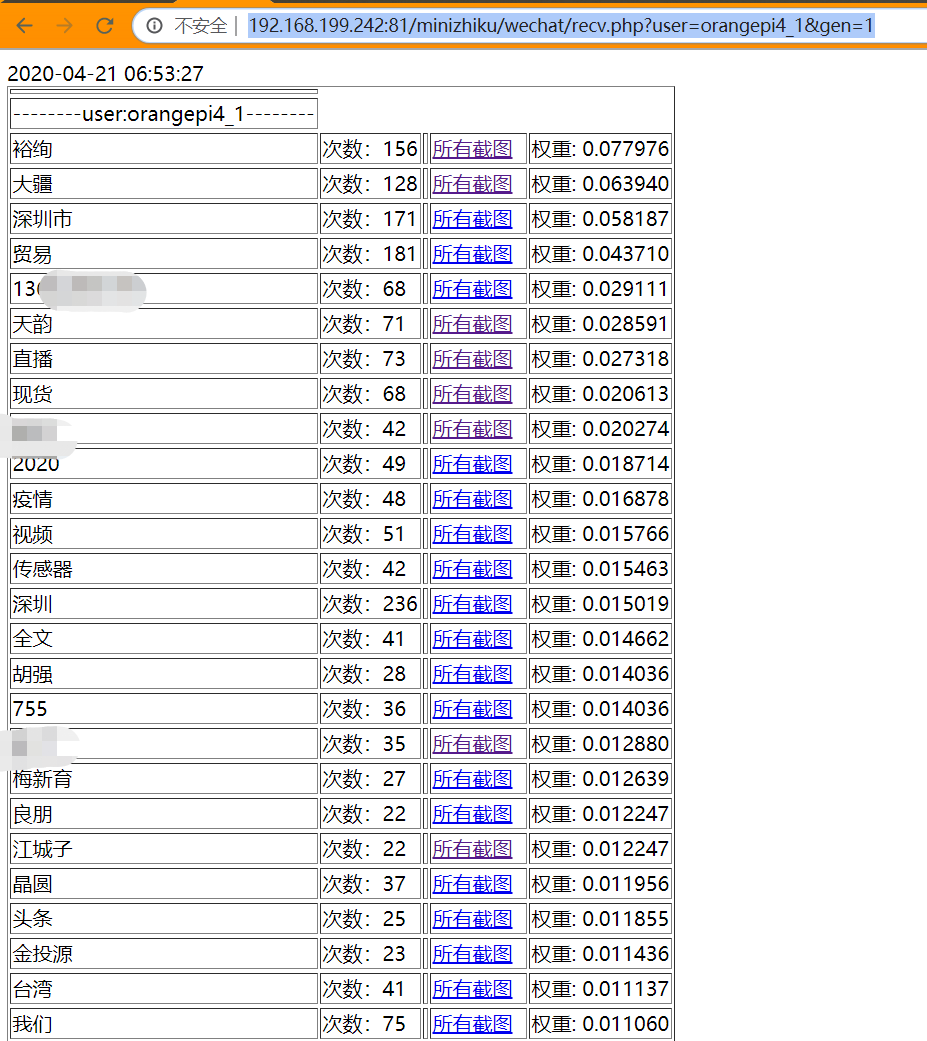 不安全 | 192.168.199.242:81/minizhiku/wechat/recv.php?user=orangepi4_1&gen=1
2020-04-21 06:53:27
--------user:orangepi4_1--------
裕绚 次数：156 所有截图 权重: 0.077976
大疆 次数：128 所有截图 权重: 0.063940
深圳市 次数：171 所有截图 权重: 0.058187
贸易 次数：181 所有截图 权重: 0.043710
13 次数：68 所有截图 权重: 0.029111
天韵 次数：71 所有截图 权重: 0.028591
直播 次数：73 所有截图 权重: 0.027318
现货 次数：68 所有截图 权重: 0.020613
次数：42 所有截图 权重: 0.020274
2020 次数：49 所有截图 权重: 0.018714
疫情 次数：48 所有截图 权重: 0.016878
视频 次数：51 所有截图 权重: 0.015766
传感器 次数：42 所有截图 权重: 0.015463
深圳 次数：236 所有截图 权重: 0.015019
全文 次数：41 所有截图 权重: 0.014662
胡强 次数：28 所有截图 权重: 0.014036
755 次数：36 所有截图 权重: 0.014036
次数：35 所有截图 权重: 0.012880
梅新育 次数：27 所有截图 权重: 0.012639
良朋 次数：22 所有截图 权重: 0.012247
江城子 次数：22 所有截图 权重: 0.012247
晶圆 次数：37 所有截图 权重: 0.011956
头条 次数：25 所有截图 权重: 0.011855
金投源 次数：23 所有截图 权重: 0.011436
台湾 次数：41 所有截图 权重: 0.011137
我们 次数：75 所有截图 权重: 0.011060